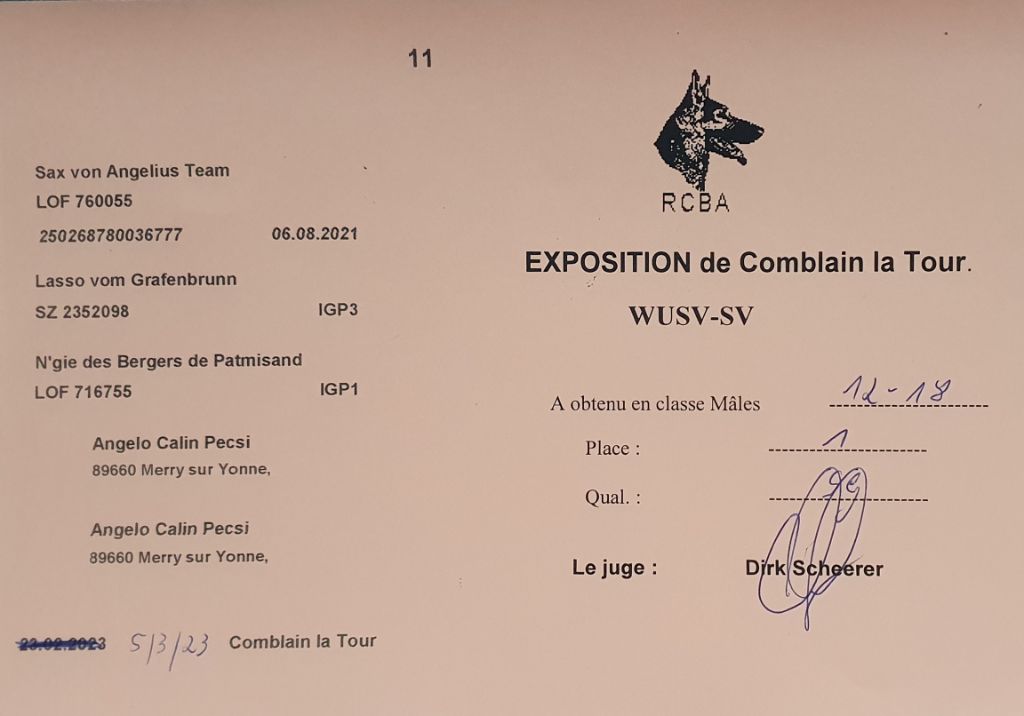 11
Sax von Angelius Team
LOF 760055
250268780036777 06.08.2021
Lasso vom Grafenbrunn
SZ 2352098 IGP3
N'gie des Bergers de Patmisand
LOF 716755 IGP1
Angelo Calin Pecsi
89660 Merry sur Yonne,
Angelo Calin Pecsi
89660 Merry sur Yonne,
23.02.2023 5/3/23 Comblain la Tour
RCBA
EXPOSITION de Comblain la Tour.
WUSV-SV
A obtenu en classe Mâles 12-18
Place : 1
Qual. :
Le juge : Dirk Scheerer